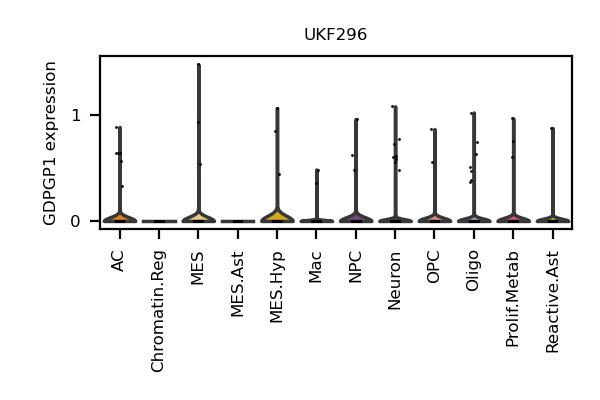 UKF296
GDPGP1 expression
1
0
AC
Chromatin.Reg
MES
MES.Ast
MES.Hyp
Mac
NPC
Neuron
OPC
Oligo
Prolif.Metab
Reactive.Ast